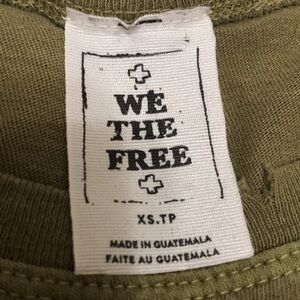 WE
THE
FREE
XS.TP
MADE IN GUATEMALA
FAITE AU GUATEMALA